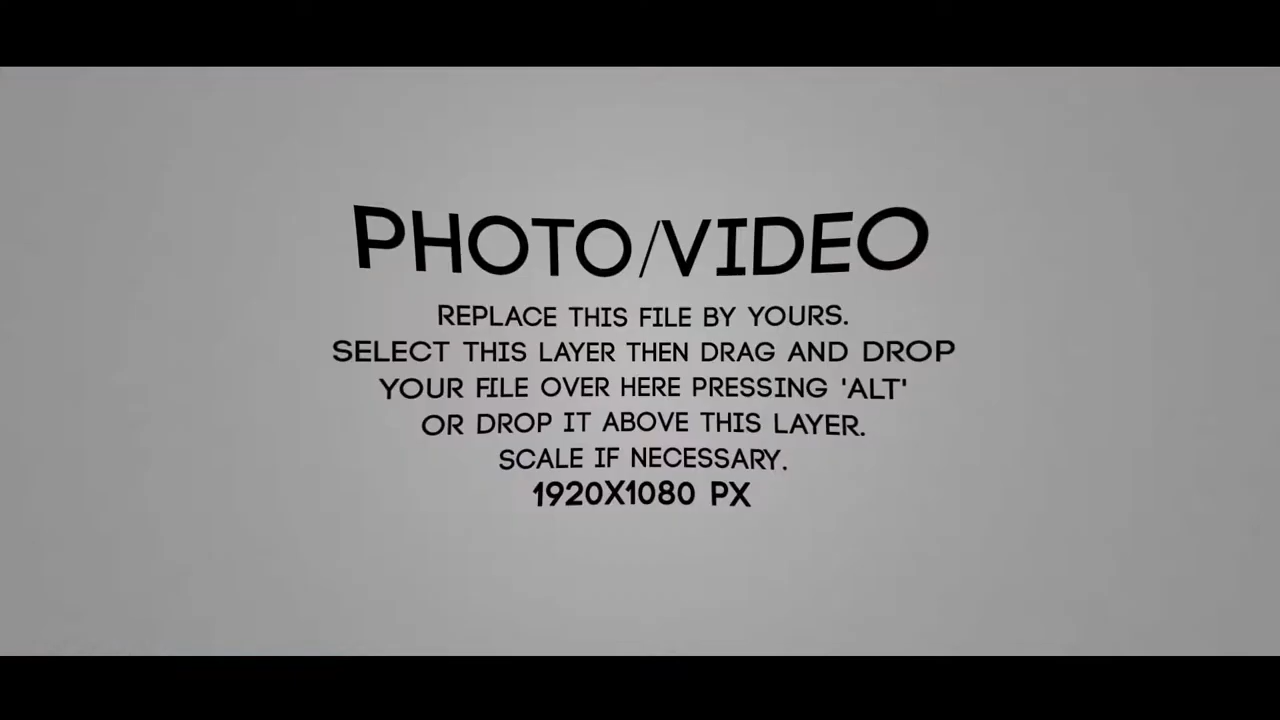 PHOTO/VIDEO
REPLACE THIS FILE BY YOURS.
SELECT THIS LAYER THEN DRAG AND DROP
YOUR FILE OVER HERE PRESSING 'ALT'
OR DROP IT ABOVE THIS LAYER.
SCALE IF NECESSARY.
1920X1080 PX